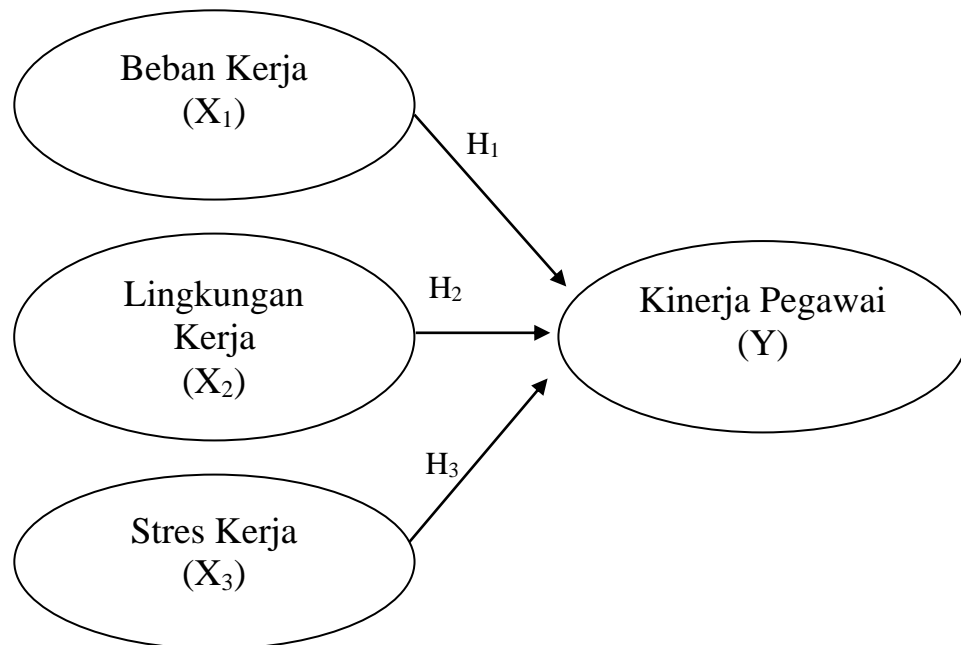 Beban Kerja
(X₁)
H₁
Lingkungan
Kerja
(X₂)
H₂
Kinerja Pegawai
(Y)
H₃
Stres Kerja
(X₃)